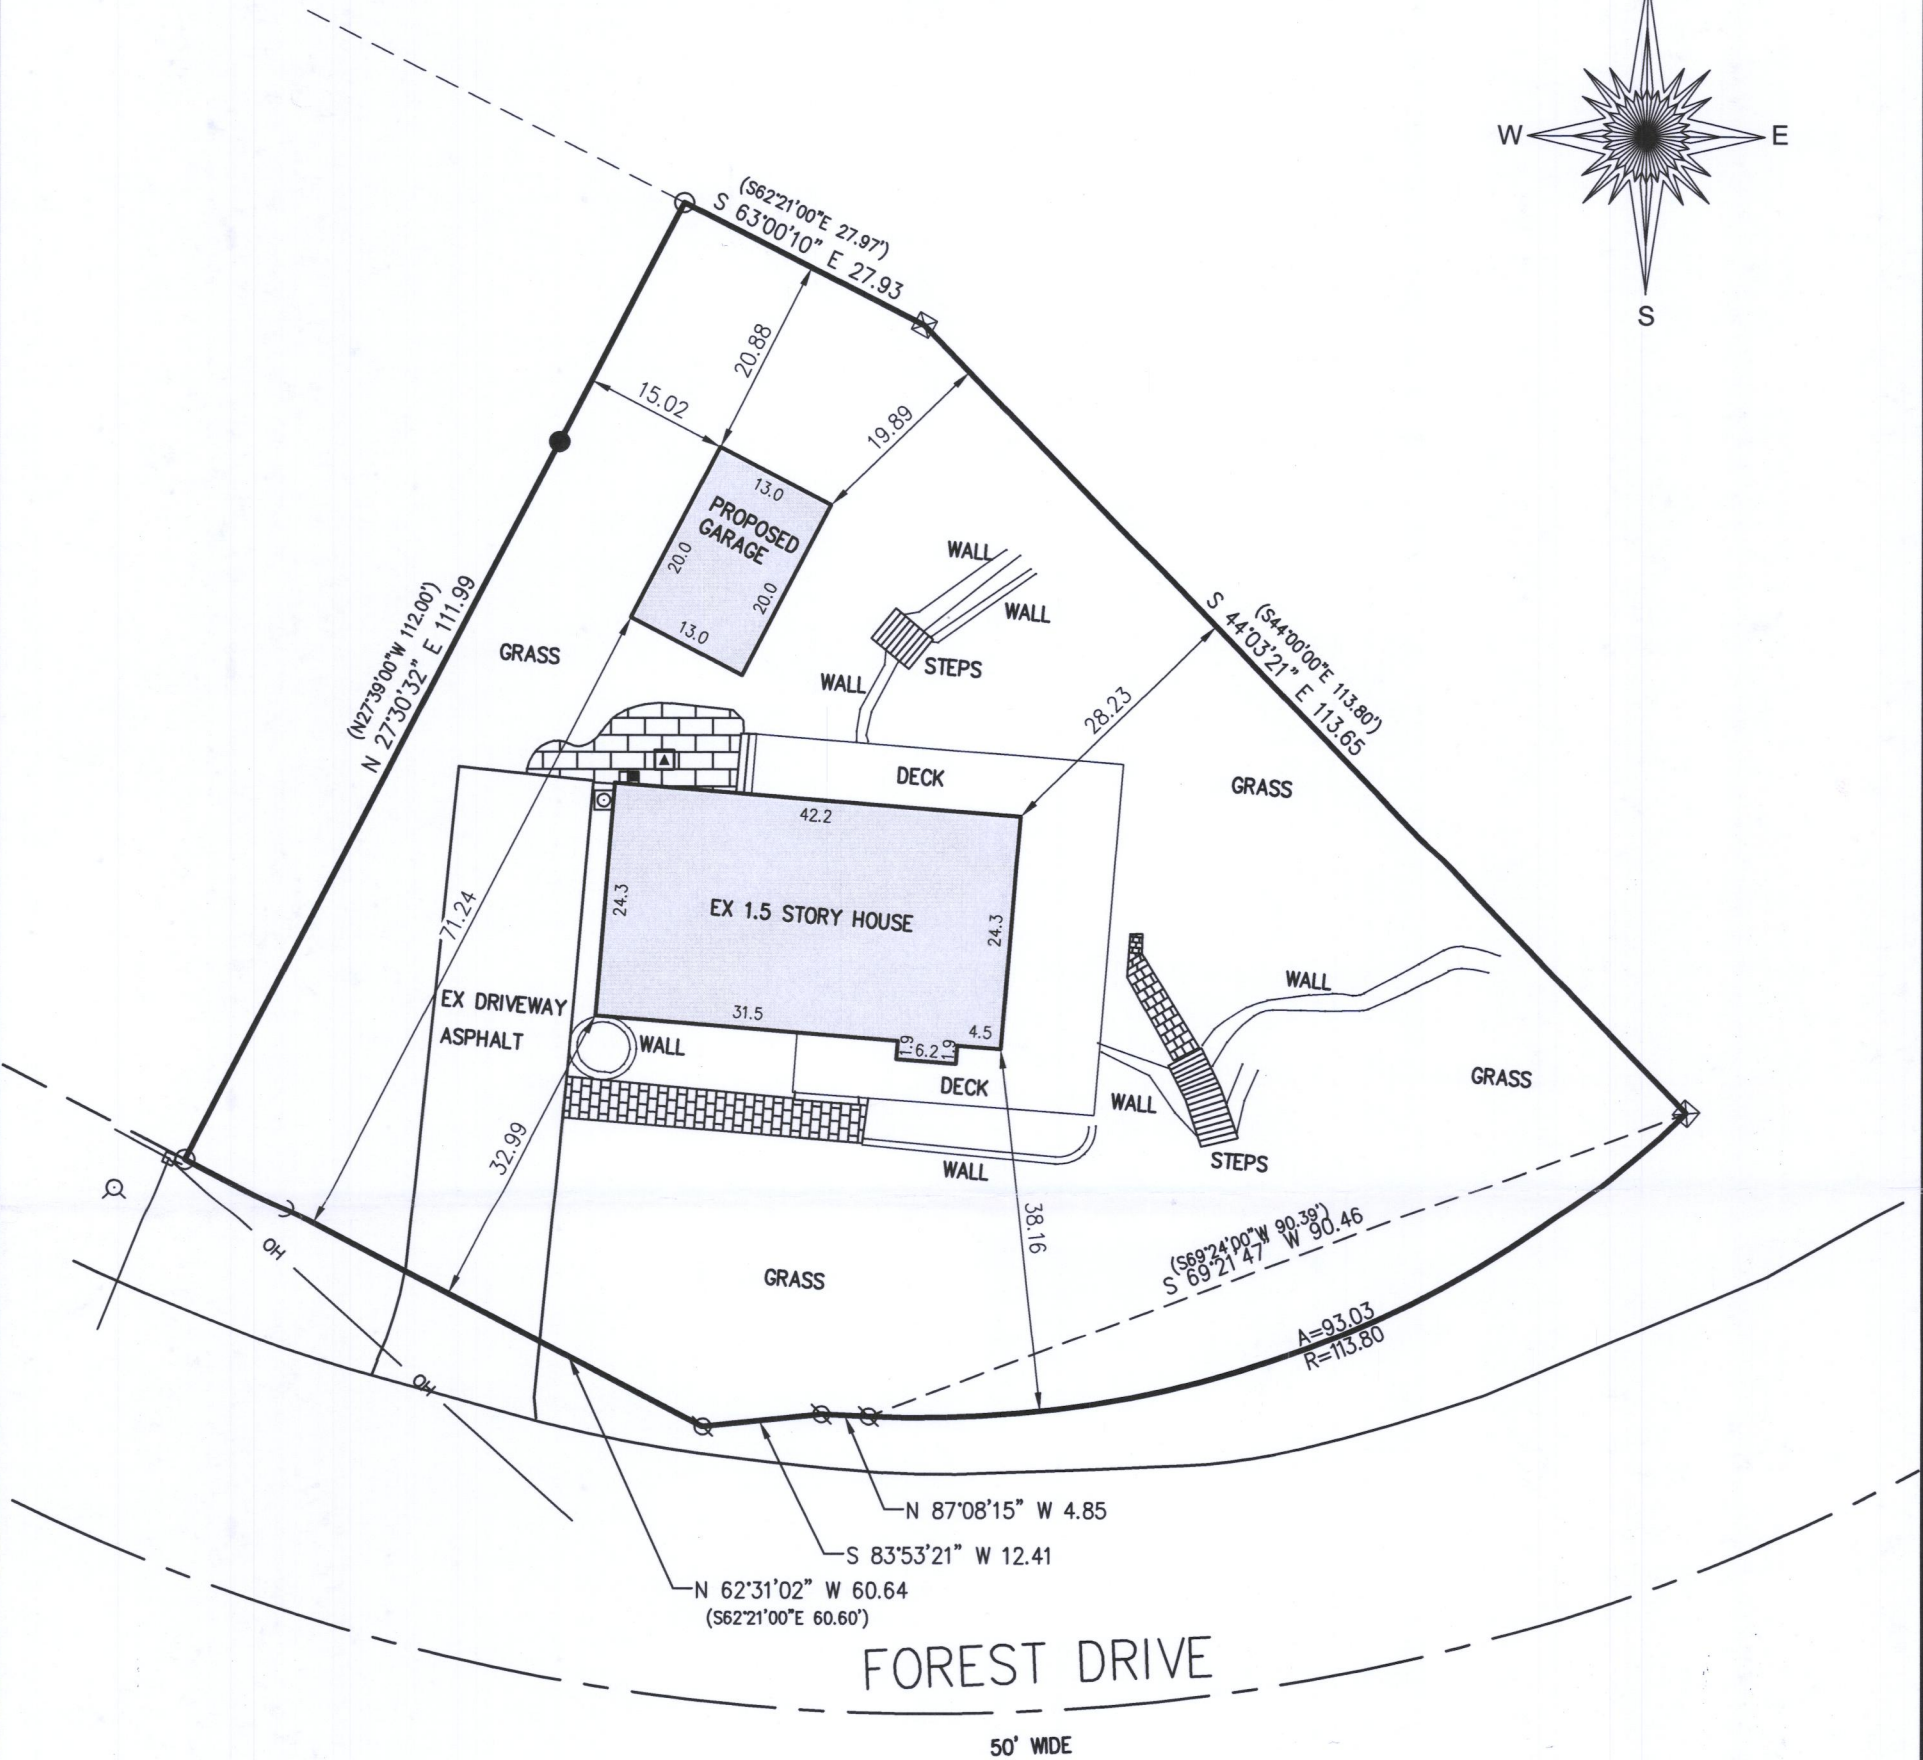 W
E
S
(S62°21'00"E 27.97')
S 63°00'10" E 27.93
20.88
15.02
19.89
13.0
PROPOSED
GARAGE
20.0
20.0
13.0
WALL
WALL
STEPS
WALL
GRASS
(N27°39'00"W 112.00')
N 27°30'32" E 111.99
(S44°00'00"E 113.80')
S 44°03'21" E 113.65
28.23
DECK
GRASS
42.2
24.3
EX 1.5 STORY HOUSE
24.3
71.24
EX DRIVEWAY
ASPHALT
31.5
4.5
1.9
6.2
1.9
WALL
DECK
WALL
GRASS
WALL
STEPS
WALL
32.99
38.16
GRASS
(S69°24'00"W 90.39')
S 69°21'47" W 90.46
A=93.03
R=113.80
OH
OH
N 87°08'15" W 4.85
S 83°53'21" W 12.41
N 62°31'02" W 60.64
(S62°21'00"E 60.60')
FOREST DRIVE
50' WIDE